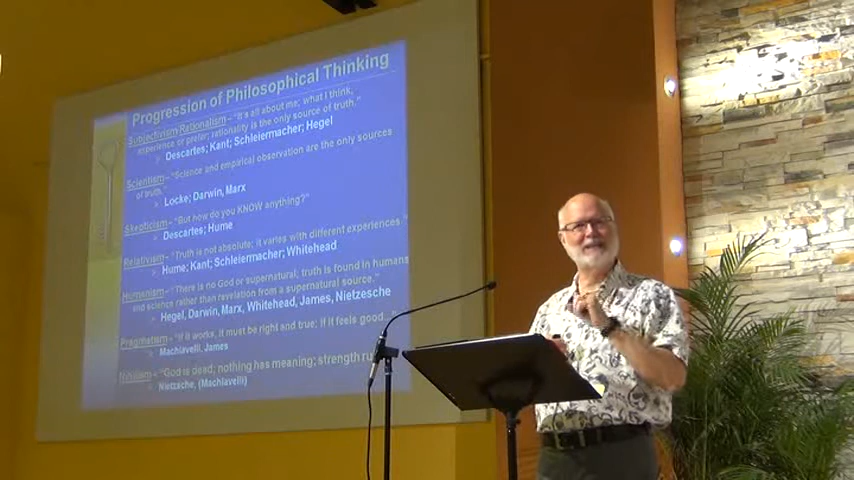 Progression of Philosophical Thinking
Subjectivism/Rationalism – "It's all about me; what I think,
experience or prefer; rationality is the only source of truth."
Descartes; Kant; Schleiermacher; Hegel
Scientism – "Science and empirical observation are the only sources
of truth."
Locke; Darwin, Marx
Skepticism – "But how do you KNOW anything?"
Descartes; Hume
Relativism – "Truth is not absolute; it varies with different experiences."
Hume; Kant; Schleiermacher; Whitehead
Humanism – "There is no God or supernatural; truth is found in humans
and science rather than revelation from a supernatural source."
Hegel, Darwin, Marx, Whitehead, James, Nietzsche
Pragmatism – "If it works, it must be right and true; if it feels good...
Machiavelli, James
Nihilism – "God is dead; nothing has meaning; strength
Nietzsche, (Machiavelli)